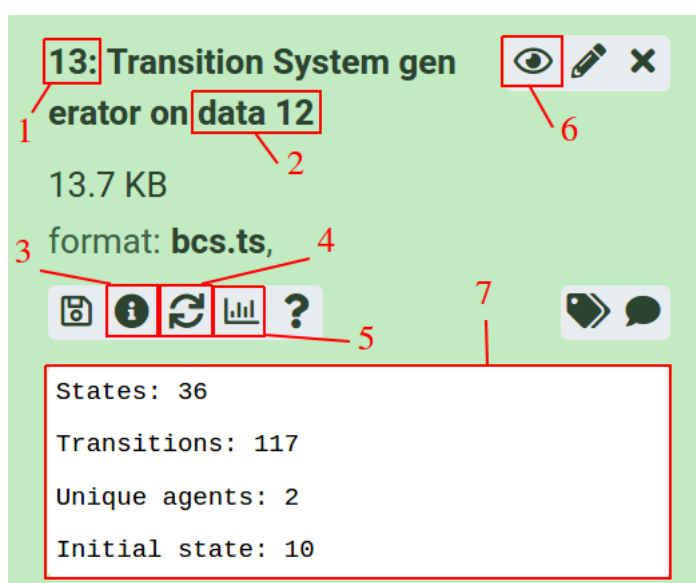 13: Transition System gen
erator on data 12
1
2
6
13.7 KB
format: bcs.ts,
3
4
?
5
7
States: 36
Transitions: 117
Unique agents: 2
Initial state: 10